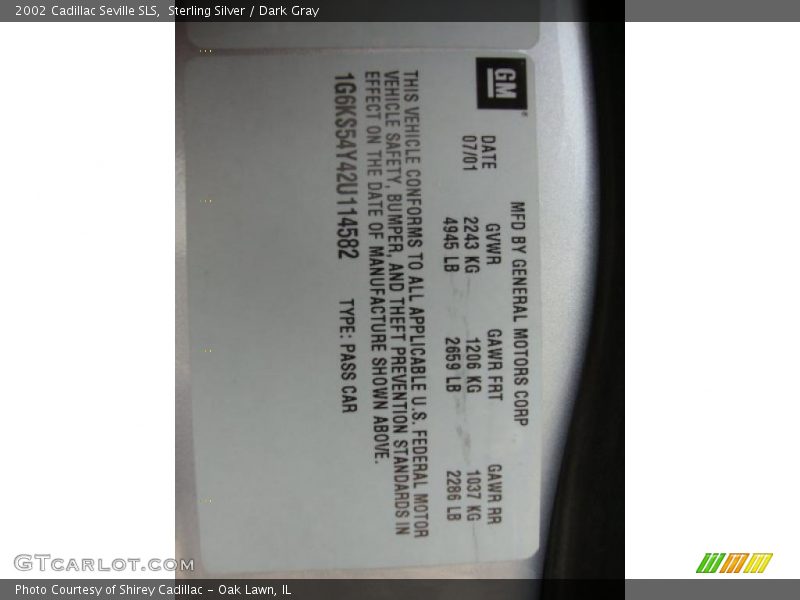 2002 Cadillac Seville SLS,  Sterling Silver / Dark Gray
GM
MFD BY GENERAL MOTORS CORP
DATE GVWR GAWR FRT GAWR RR
07/01 2243 KG 1206 KG 1037 KG
4945 LB 2659 LB 2286 LB
THIS VEHICLE CONFORMS TO ALL APPLICABLE U.S. FEDERAL MOTOR
VEHICLE SAFETY, BUMPER, AND THEFT PREVENTION STANDARDS IN
EFFECT ON THE DATE OF MANUFACTURE SHOWN ABOVE.
1G6KS54Y42U114582 TYPE: PASS CAR
GTcarlot.com
Photo Courtesy of Shirey Cadillac - Oak Lawn, IL